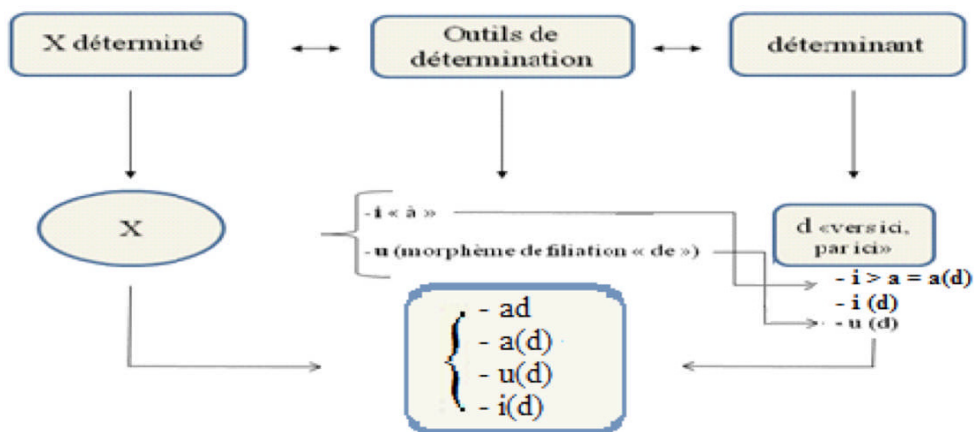 X déterminé
Outils de
détermination
déterminant
X
- i « à »
- u (morphème de filiation « de »)
d «vers ici,
par ici»
- i > a = a(d)
- i (d)
- u (d)
- ad
- a(d)
- u(d)
- i(d)